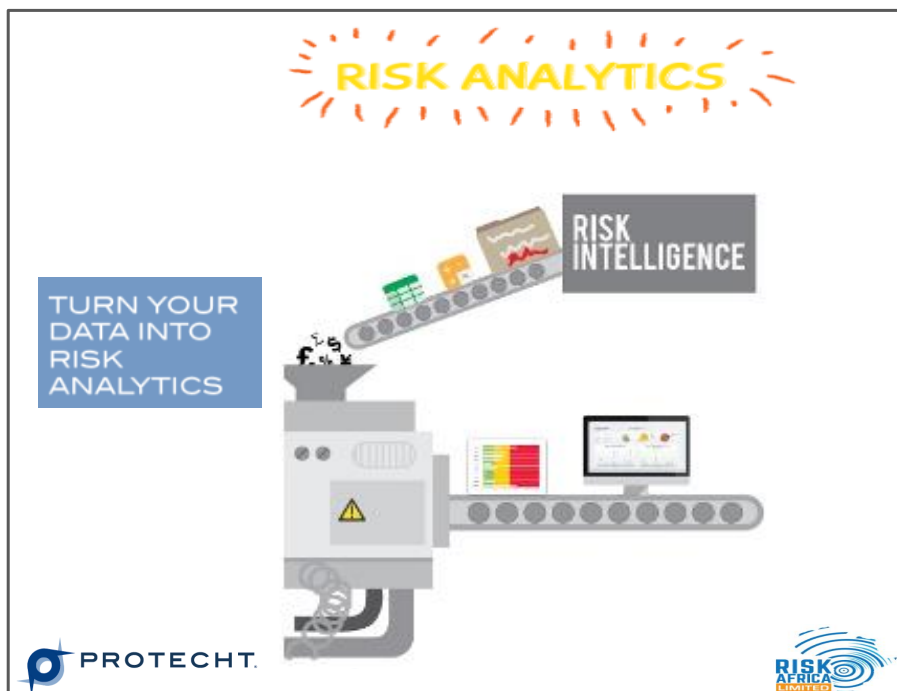 RISK ANALYTICS
RISK
INTELLIGENCE
TURN YOUR
DATA INTO
RISK
ANALYTICS
PROTECHT.
RISK
AFRICA
LIMITED